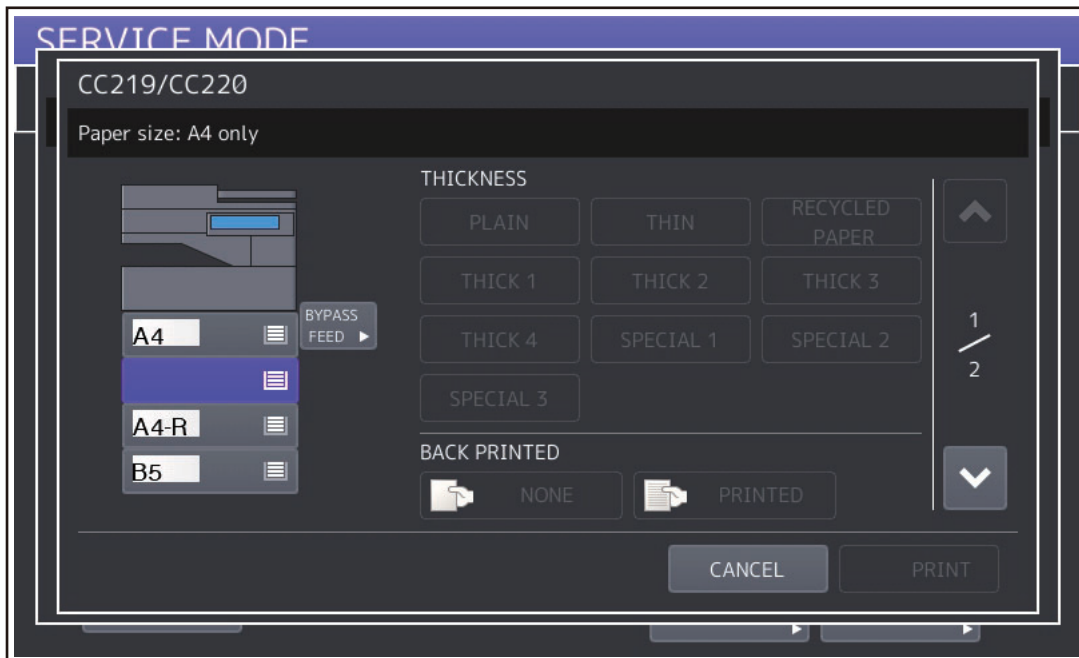 SERVICE MODE
CC219/CC220
Paper size: A4 only
THICKNESS
PLAIN
THIN
RECYCLED
PAPER
THICK 1
THICK 2
THICK 3
THICK 4
SPECIAL 1
SPECIAL 2
SPECIAL 3
BYPASS
FEED
A4
A4-R
B5
1
2
BACK PRINTED
NONE
PRINTED
CANCEL
PRINT